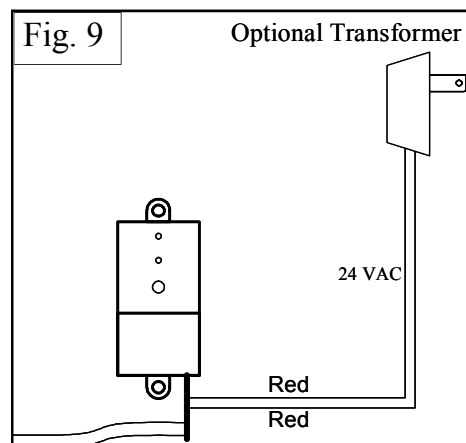 Fig. 9
Optional Transformer
24 VAC
Red
Red